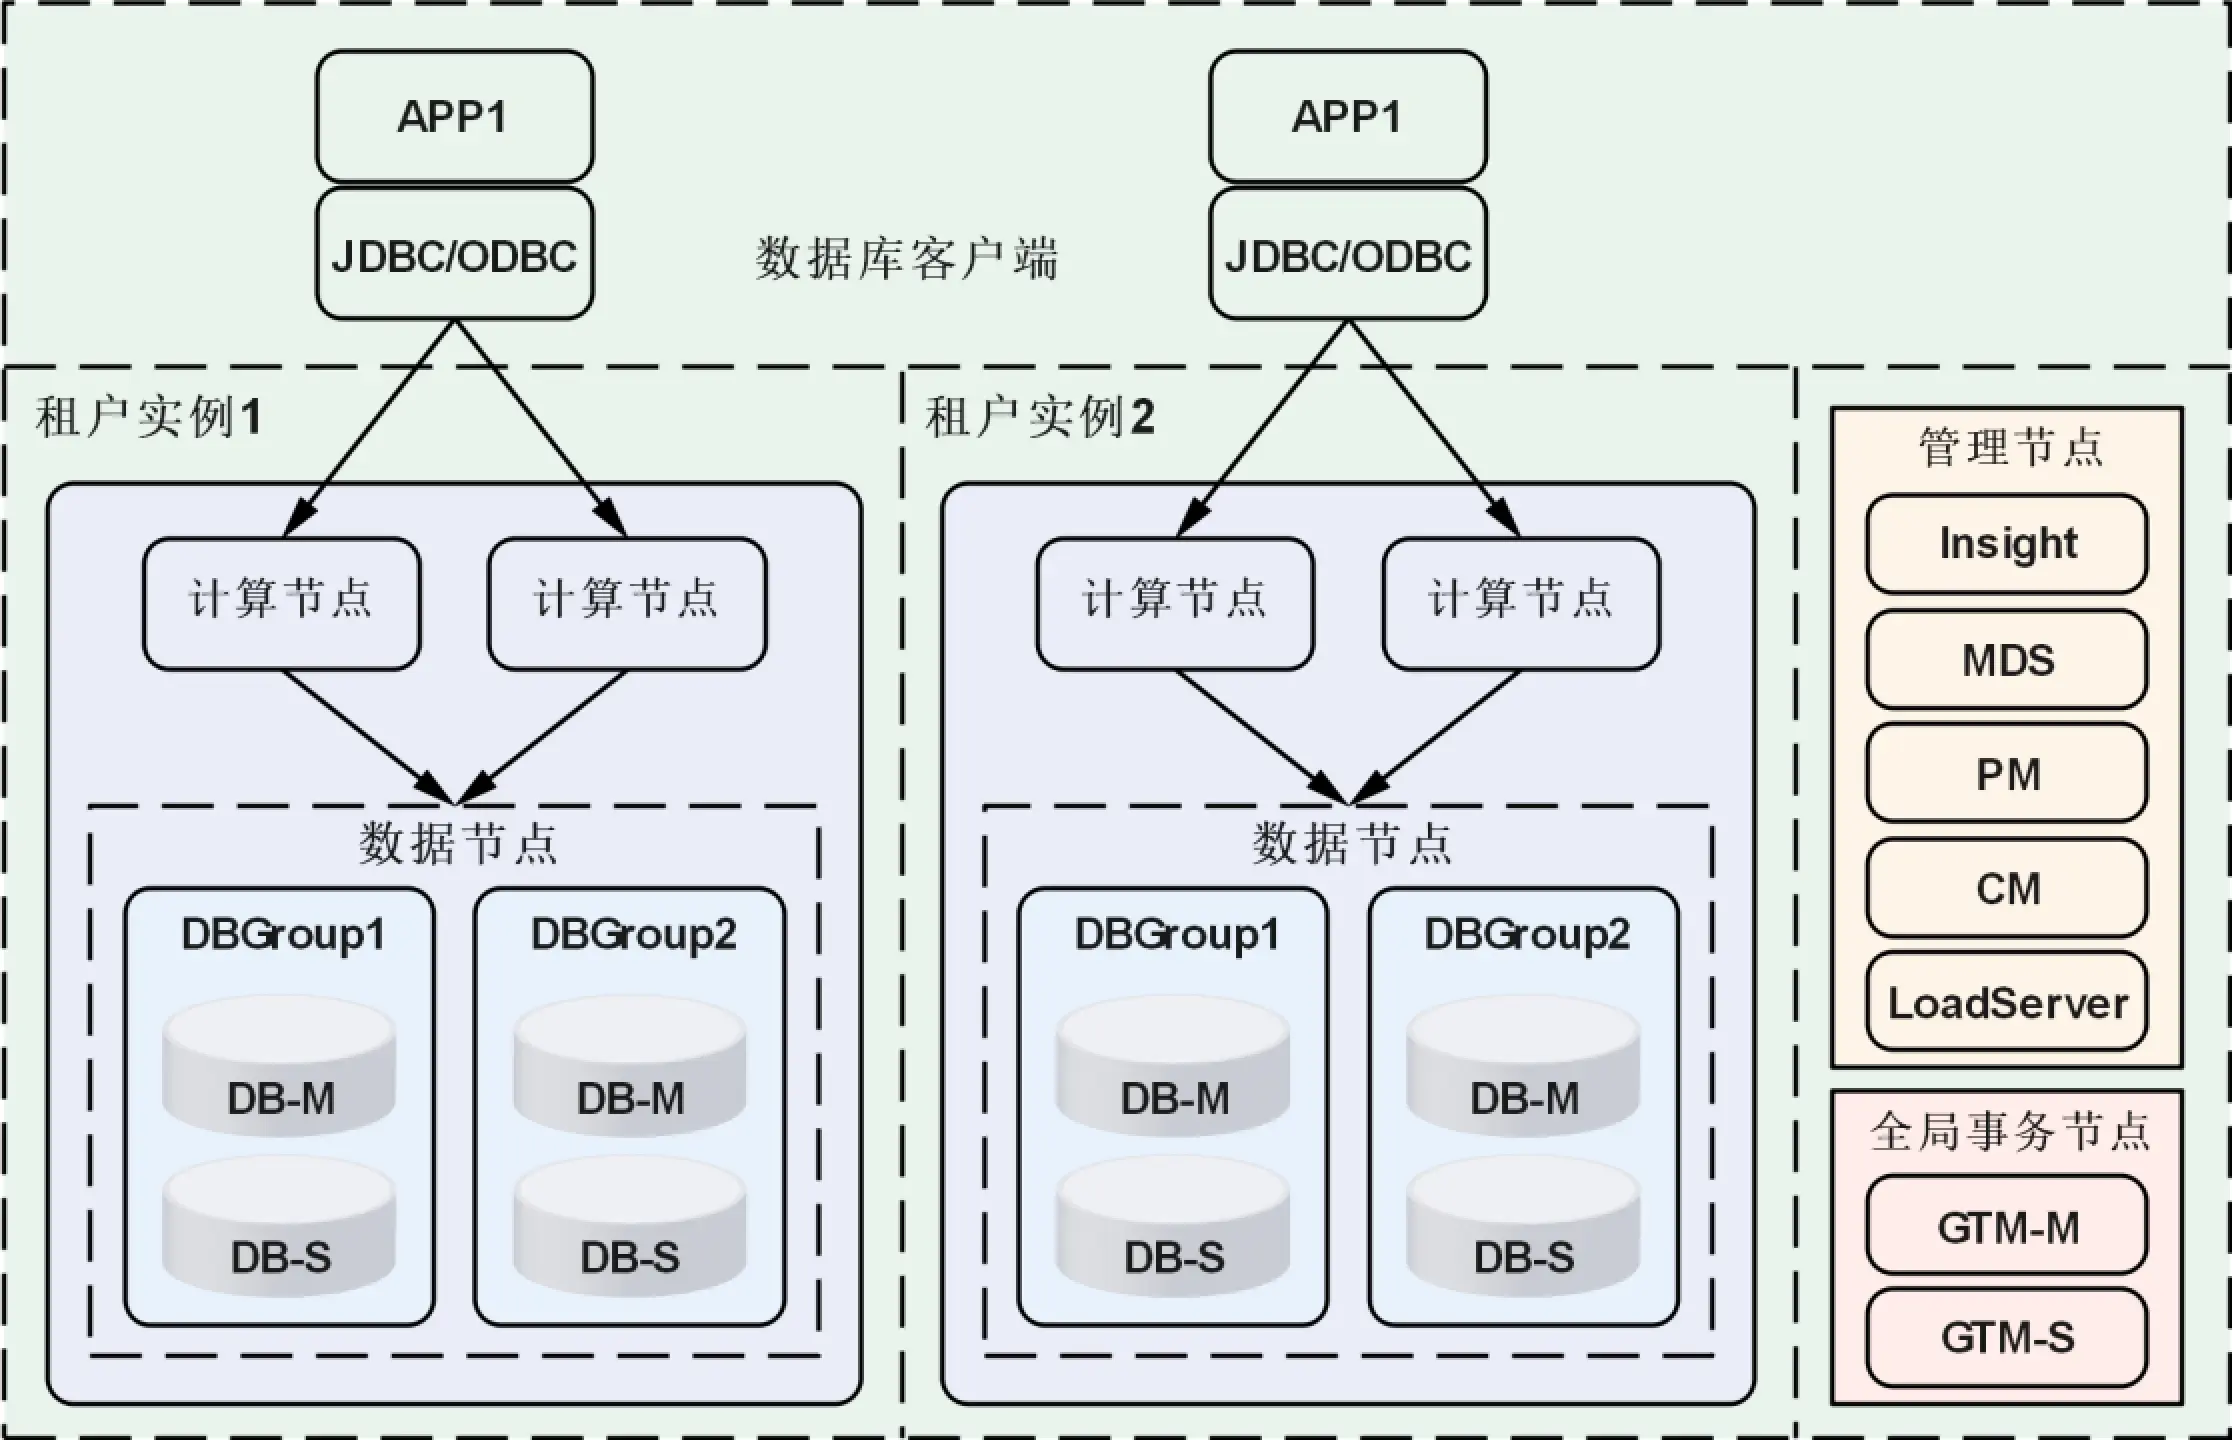 APP1
JDBC/ODBC
数据库客户端
APP1
JDBC/ODBC
租户实例1
计算节点
计算节点
数据节点
DBGroup1
DB-M
DB-S
DBGroup2
DB-M
DB-S
租户实例2
计算节点
计算节点
数据节点
DBGroup1
DB-M
DB-S
DBGroup2
DB-M
DB-S
管理节点
Insight
MDS
PM
CM
LoadServer
全局事务节点
GTM-M
GTM-S